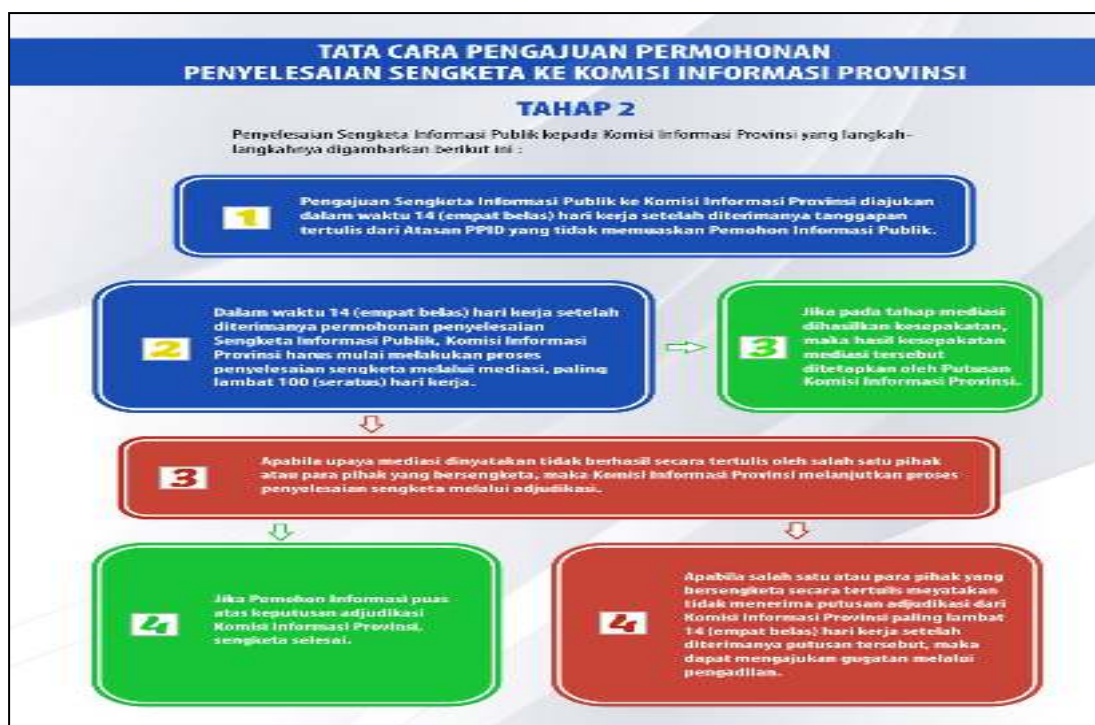 TATA CARA PENGAJUAN PERMOHONAN
PENYELESAIAN SENGKETA KE KOMISI INFORMASI PROVINSI
TAHAP 2
Penyelesaian Sengketa Informasi Publik kepada Komisi Informasi Provinsi yang langkah-
langkahnya digambarkan berikut ini :
1
Pengajuan Sengketa Informasi Publik ke Komisi Informasi Provinsi diajukan
dalam waktu 14 (empat belas) hari kerja setelah diterimanya tanggapan
tertulis dari Atasan PPID yang tidak memuaskan Pemohon Informasi Publik.
2
Dalam waktu 14 (empat belas) hari kerja setelah
diterimanya permohonan penyelesaian
Sengketa Informasi Publik, Komisi Informasi
Provinsi harus mulai melakukan proses
penyelesaian sengketa melalui mediasi, paling
lambat 100 (seratus) hari kerja.
3
Jika pada tahap mediasi
dihasilkan kesepakatan,
maka hasil kesepakatan
mediasi tersebut
ditetapkan oleh Putusan
Komisi Informasi Provinsi.
3
Apabila upaya mediasi dinyatakan tidak berhasil secara tertulis oleh salah satu pihak
atau para pihak yang bersengketa, maka Komisi Informasi Provinsi melanjutkan proses
penyelesaian sengketa melalui adjudikasi.
4
Jika Pemohon Informasi puas
atas keputusan adjudikasi
Komisi Informasi Provinsi,
sengketa selesai.
4
Apabila salah satu atau para pihak yang
bersengketa secara tertulis meyatakan
tidak menerima putusan adjudikasi dari
Komisi Informasi Provinsi paling lambat
14 (empat belas) hari kerja setelah
diterimanya putusan tersebut, maka
dapat mengajukan gugatan melalui
pengadilan.